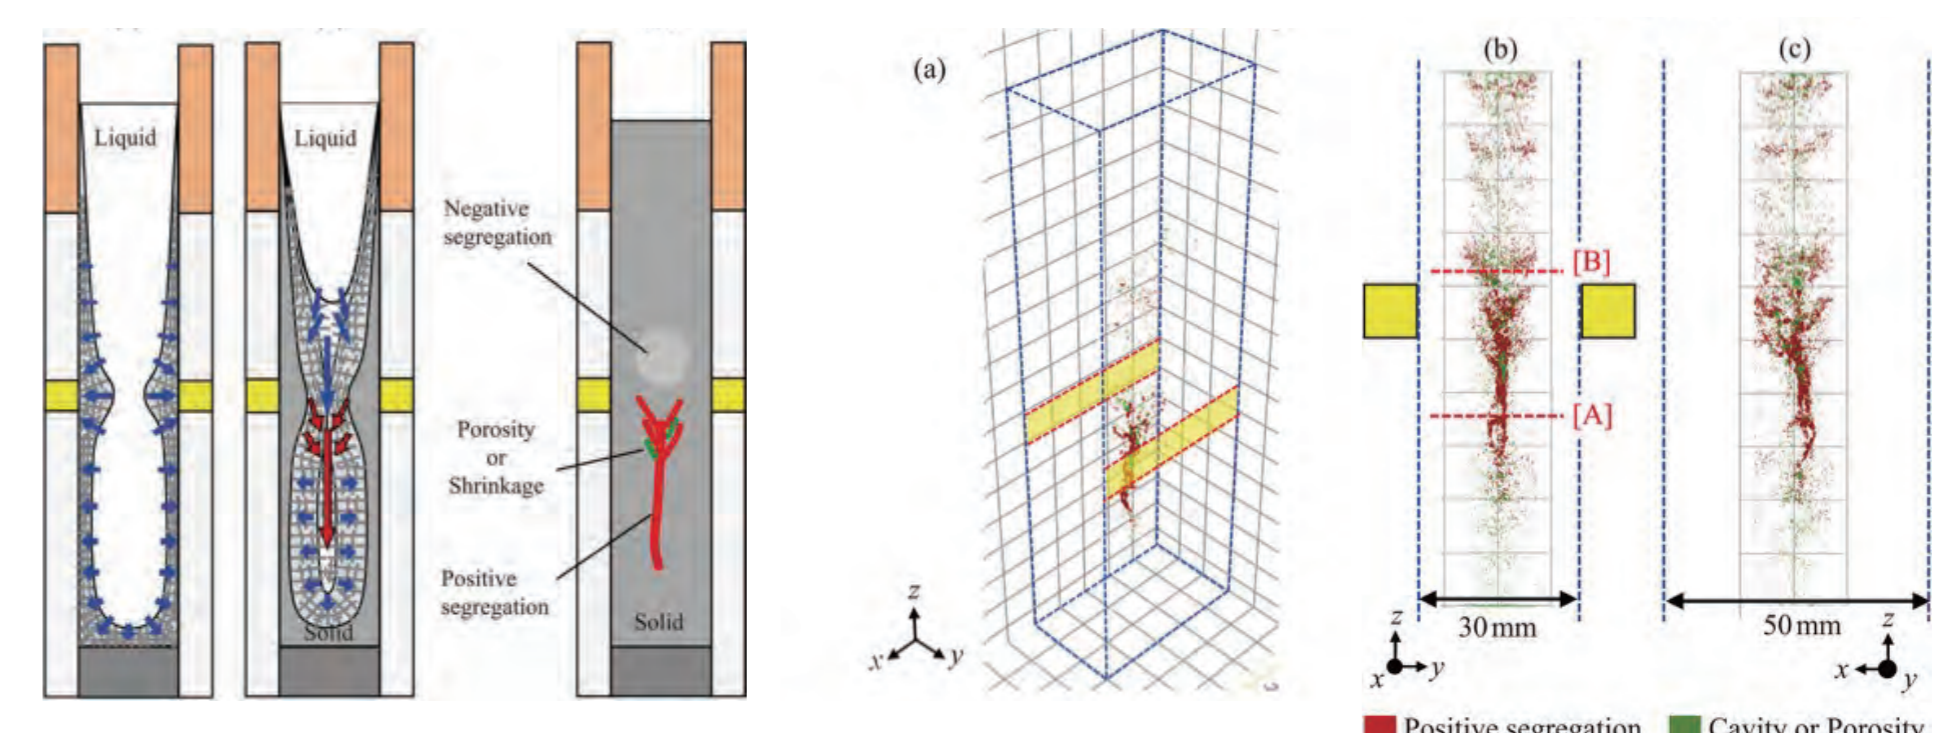 Liquid
Liquid
Negative
segregation
Porosity
or
Shrinkage
Positive
segregation
Solid
Solid
(a)
z
x
y
(b)
(c)
[B]
[A]
30 mm
50 mm
z
x
y
z
x
y
Positive segregation
Cavity or Porosity